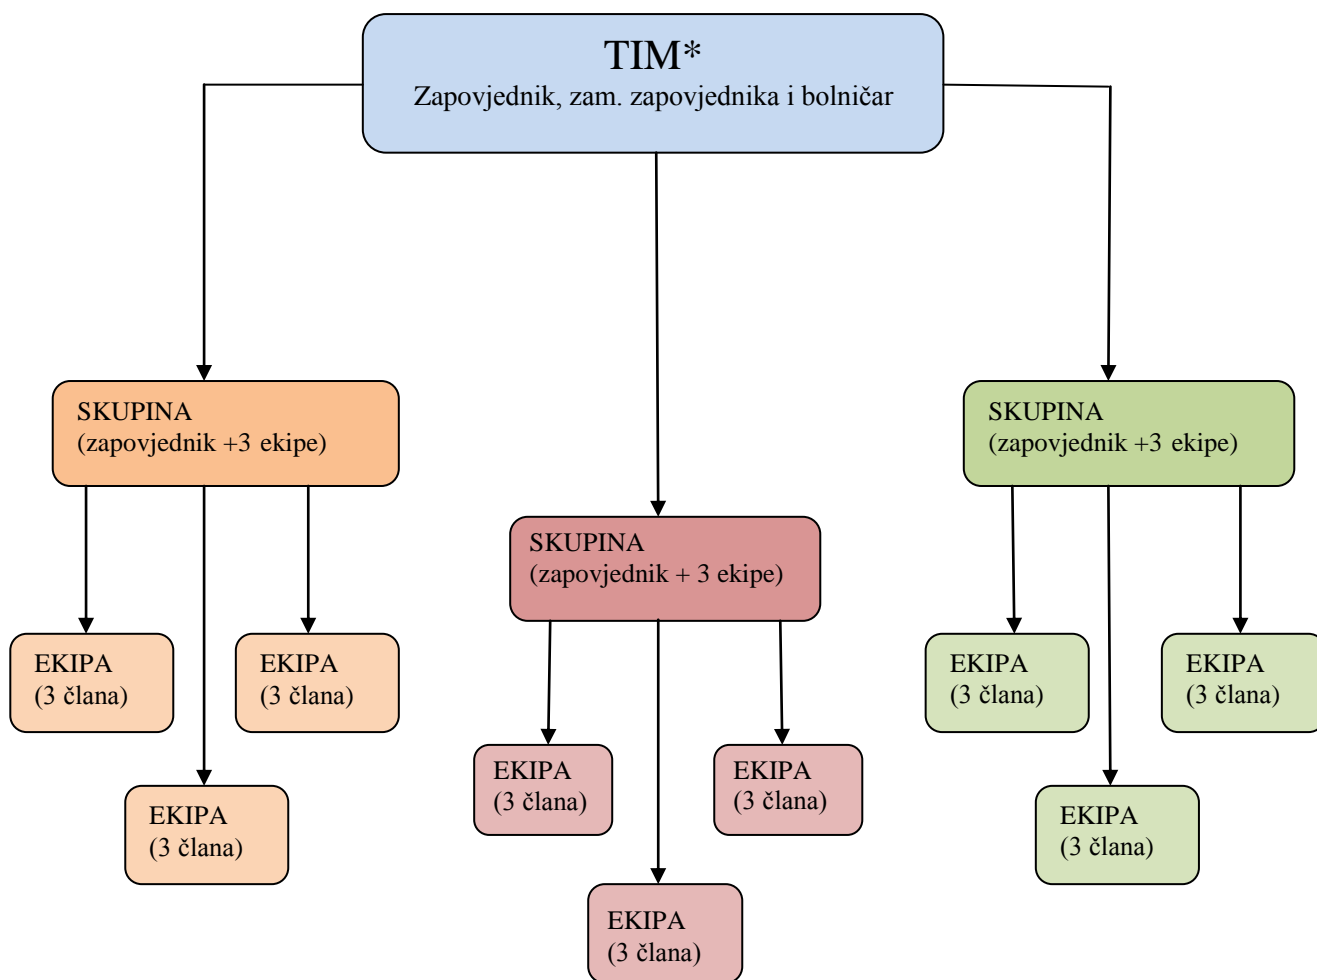 TIM*
Zapovjednik, zam. zapovjednika i bolničar
SKUPINA
(zapovjednik +3 ekipe)
SKUPINA
(zapovjednik +3 ekipe)
SKUPINA
(zapovjednik + 3 ekipe)
EKIPA
(3 člana)
EKIPA
(3 člana)
EKIPA
(3 člana)
EKIPA
(3 člana)
EKIPA
(3 člana)
EKIPA
(3 člana)
EKIPA
(3 člana)
EKIPA
(3 člana)
EKIPA
(3 člana)